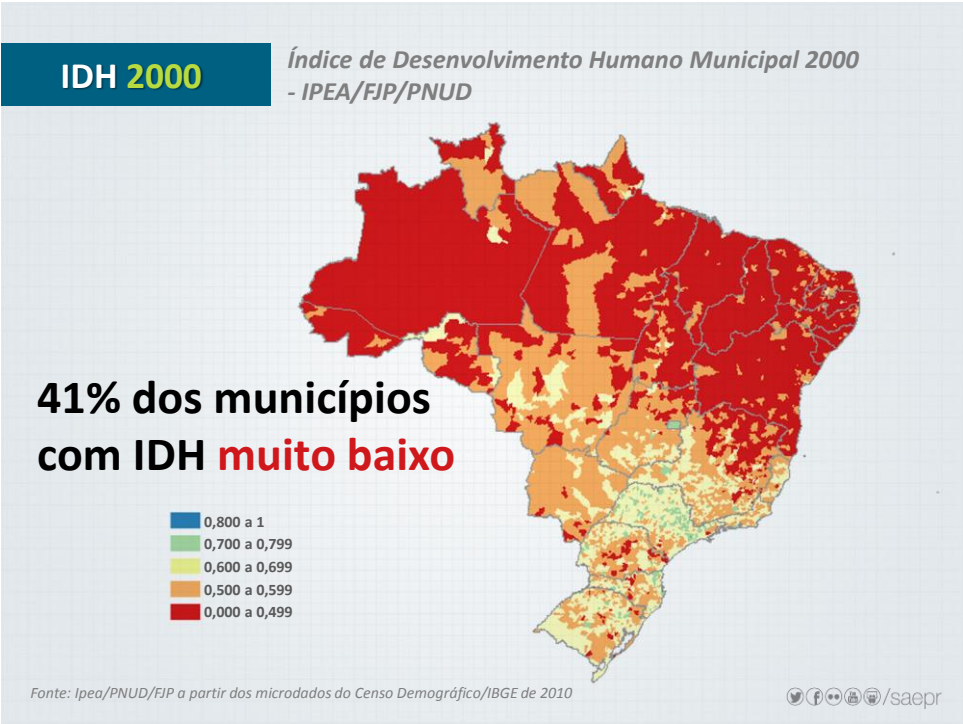 IDH 2000
Índice de Desenvolvimento Humano Municipal 2000
- IPEA/FJP/PNUD
41% dos municípios
com IDH muito baixo
0,800 a 1
0,700 a 0,799
0,600 a 0,699
0,500 a 0,599
0,000 a 0,499
Fonte: Ipea/PNUD/FJP a partir dos microdados do Censo Demográfico/IBGE de 2010
/saepr